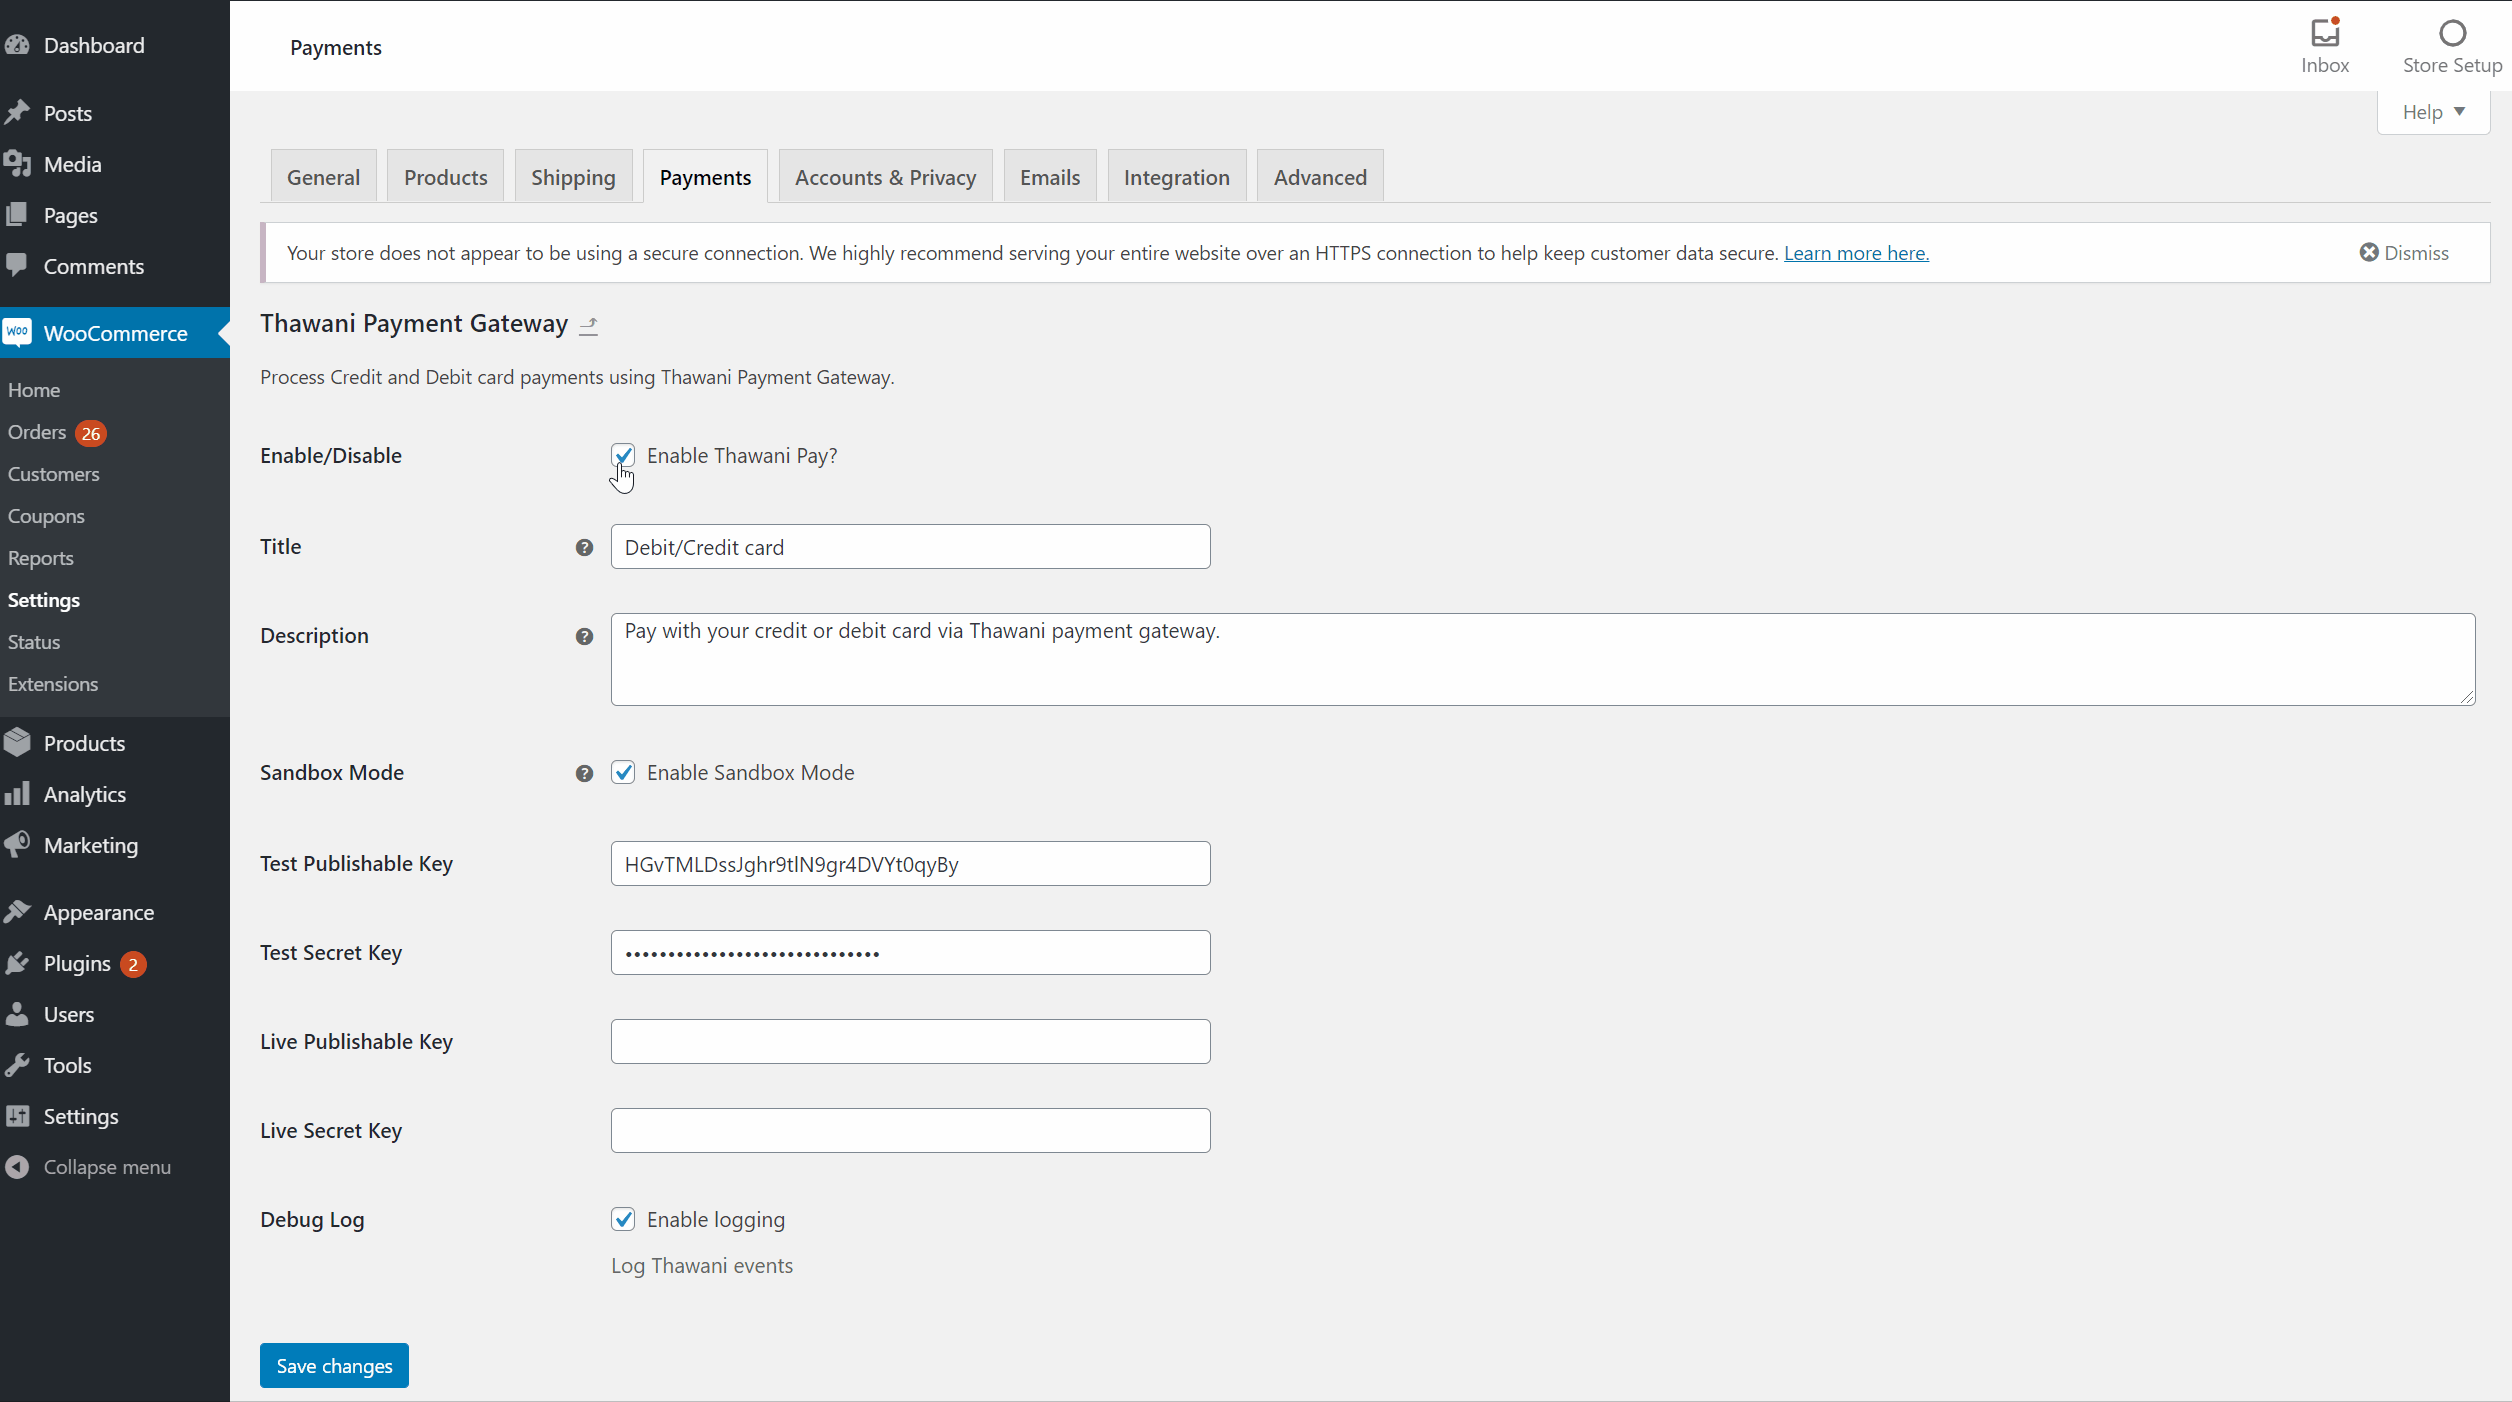 Dashboard
Posts
Media
Pages
Comments
Woo WooCommerce
Home
Orders 26
Customers
Coupons
Reports
Settings
Status
Extensions
Products
Analytics
Marketing
Appearance
Plugins 2
Users
Tools
Settings
Collapse menu
Payments
Inbox
Store Setup
Help
General
Products
Shipping
Payments
Accounts & Privacy
Emails
Integration
Advanced
Your store does not appear to be using a secure connection. We highly recommend serving your entire website over an HTTPS connection to help keep customer data secure. Learn more here.
Dismiss
Thawani Payment Gateway
Process Credit and Debit card payments using Thawani Payment Gateway.
Enable/Disable
Enable Thawani Pay?
Title
Debit/Credit card
Description
Pay with your credit or debit card via Thawani payment gateway.
Sandbox Mode
Enable Sandbox Mode
Test Publishable Key
HGvTMLDssJghr9tlN9gr4DVYt0qyBy
Test Secret Key
••••••••••••••••••••••••••••••
Live Publishable Key
Live Secret Key
Debug Log
Enable logging
Log Thawani events
Save changes